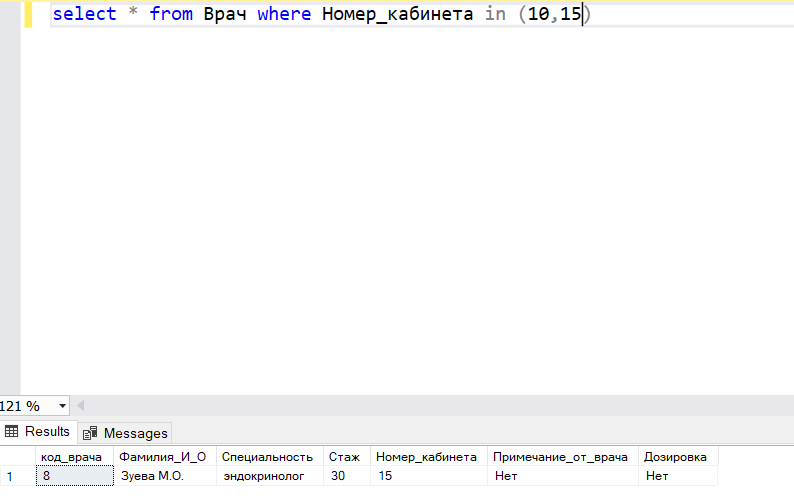 select * from Врач where Номер_кабинета in (10,15)
121 %
Results Messages
код_врача Фамилия_И_О Специальность Стаж Номер_кабинета Примечание_от_врача Дозировка
1 8 Зуева М.О. эндокринолог 30 15 Нет Нет